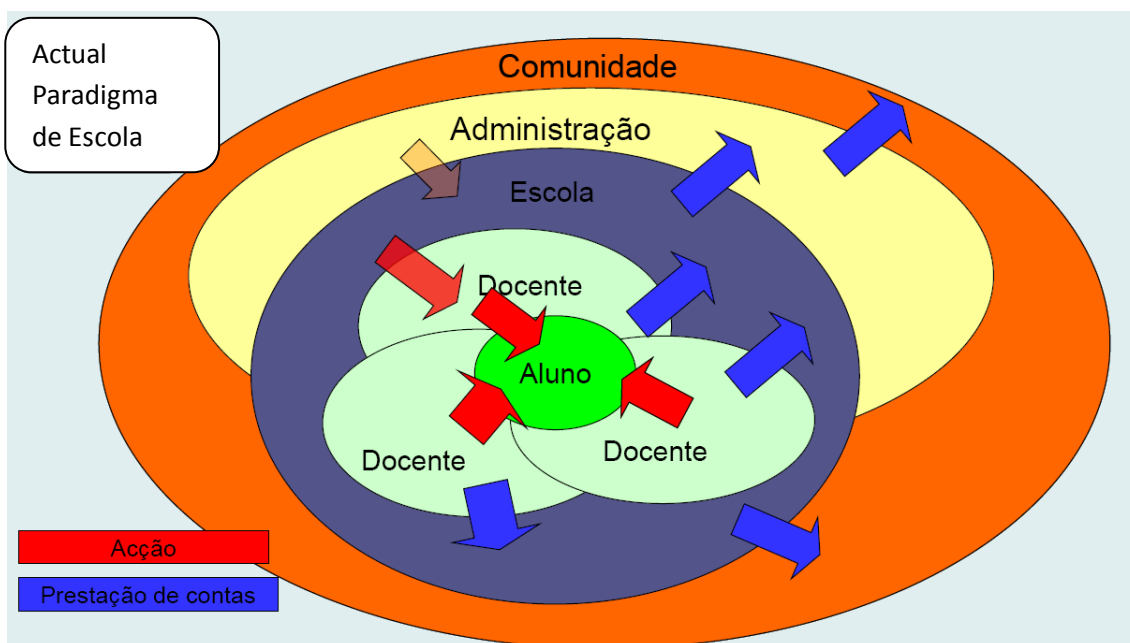 Actual
Paradigma
de Escola
Comunidade
Administração
Escola
Docente
Aluno
Docente
Docente
Acção
Prestação de contas